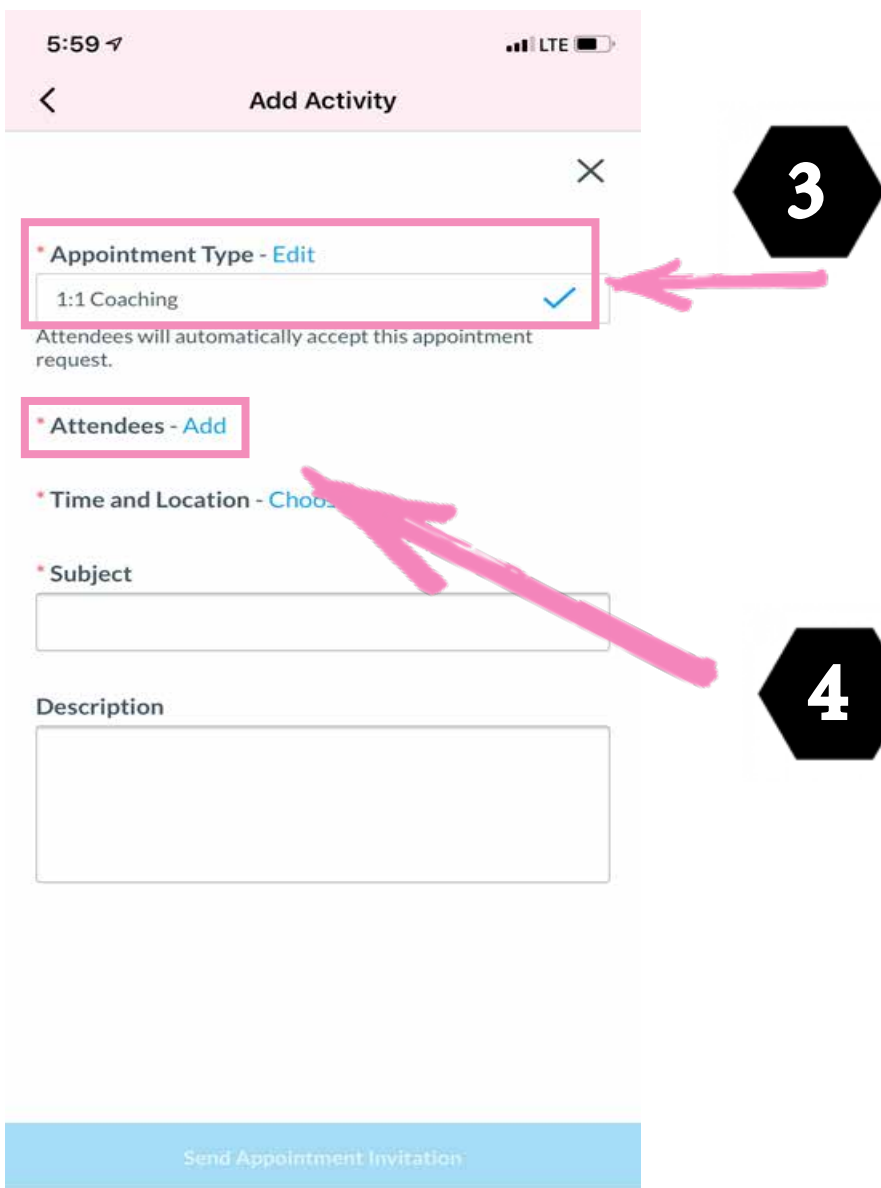 5:59 LTE
Add Activity
3
* Appointment Type - Edit
1:1 Coaching
Attendees will automatically accept this appointment
request.
* Attendees - Add
* Time and Location -
* Subject
4
Description
Send Appointment Invitation